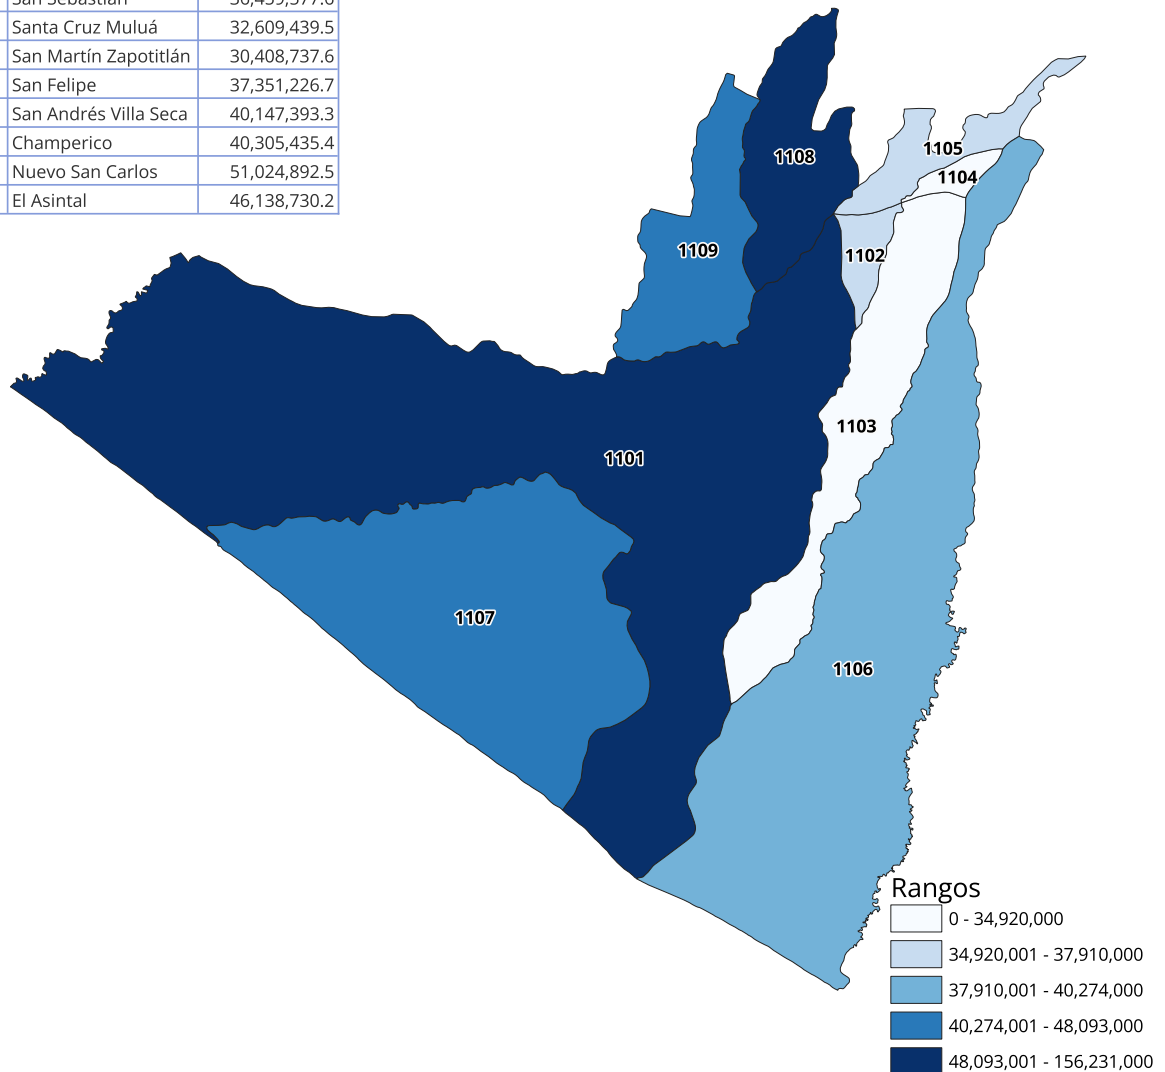 San Sebastián
Santa Cruz Muluá 32,609,439.5
San Martín Zapotitlán 30,408,737.6
San Felipe 37,351,226.7
San Andrés Villa Seca 40,147,393.3
Champerico 40,305,435.4
Nuevo San Carlos 51,024,892.5
El Asintal 46,138,730.2
1108
1105
1104
1109
1102
1103
1101
1107
1106
Rangos
0 - 34,920,000
34,920,001 - 37,910,000
37,910,001 - 40,274,000
40,274,001 - 48,093,000
48,093,001 - 156,231,000